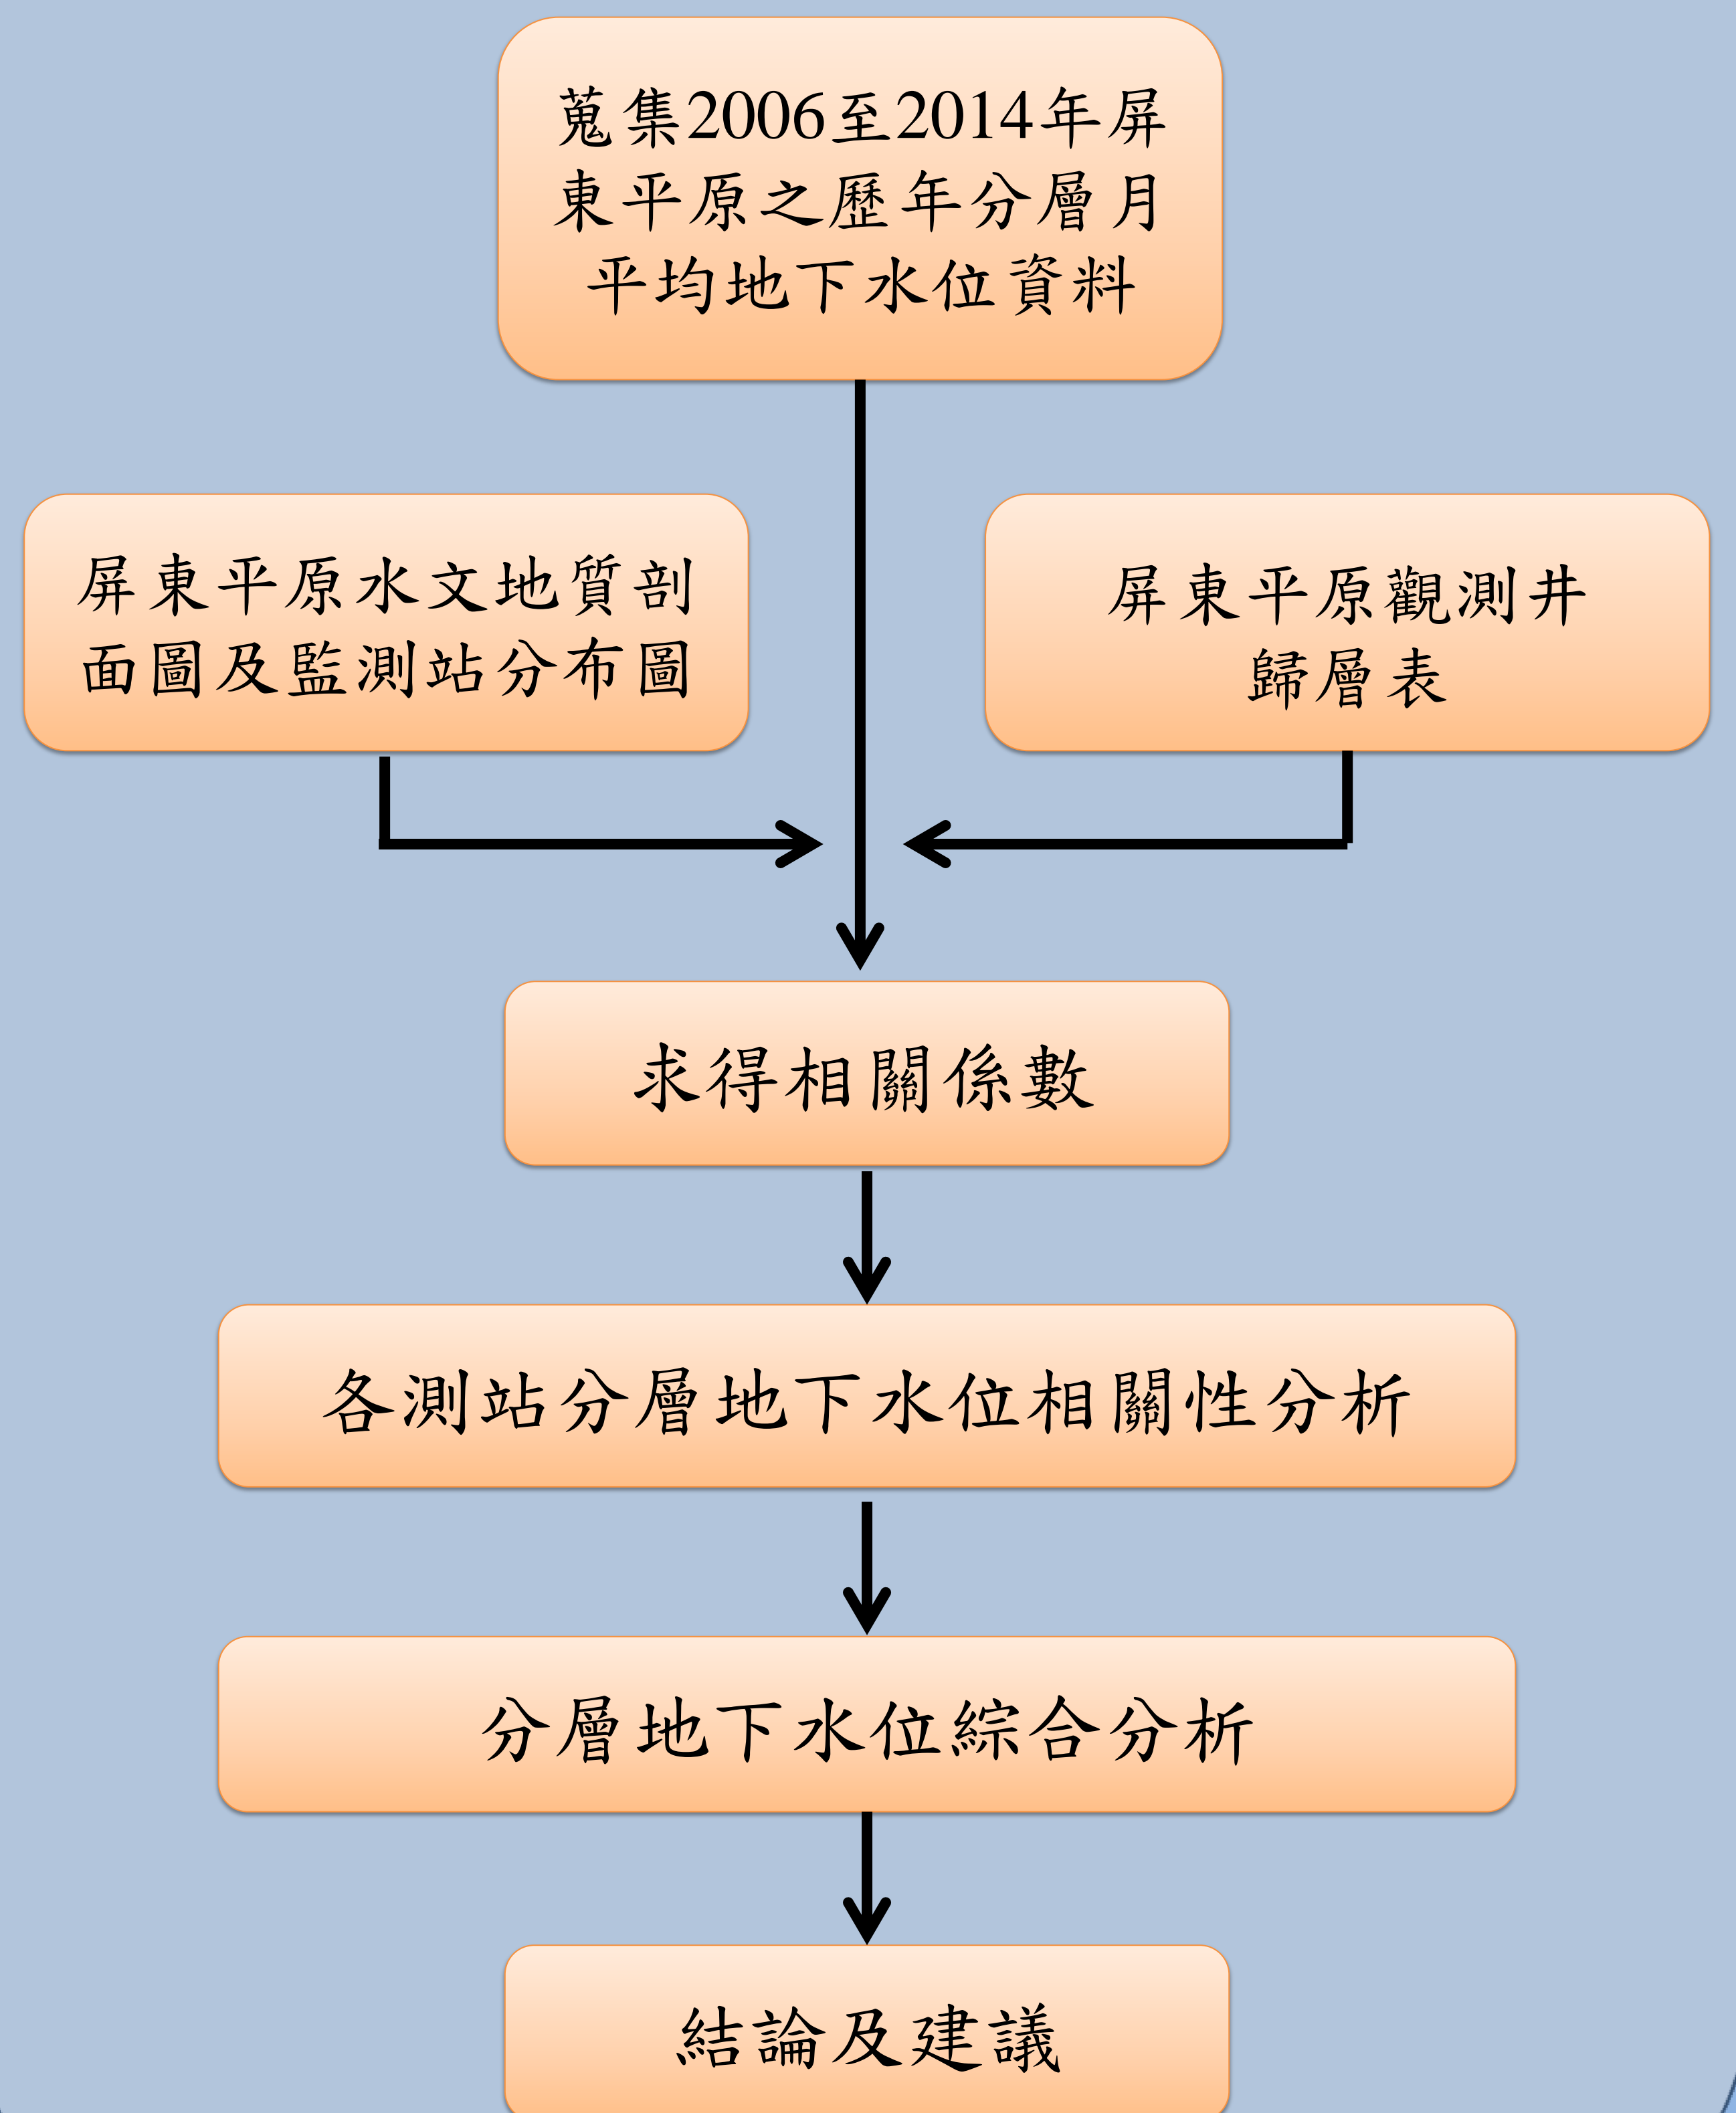 蒐集2006至2014年屏
東平原之歷年分層月
平均地下水位資料
屏東平原水文地質剖
面圖及監測站分布圖
屏東平原觀測井
歸層表
求得相關係數
各測站分層地下水位相關性分析
分層地下水位綜合分析
結論及建議